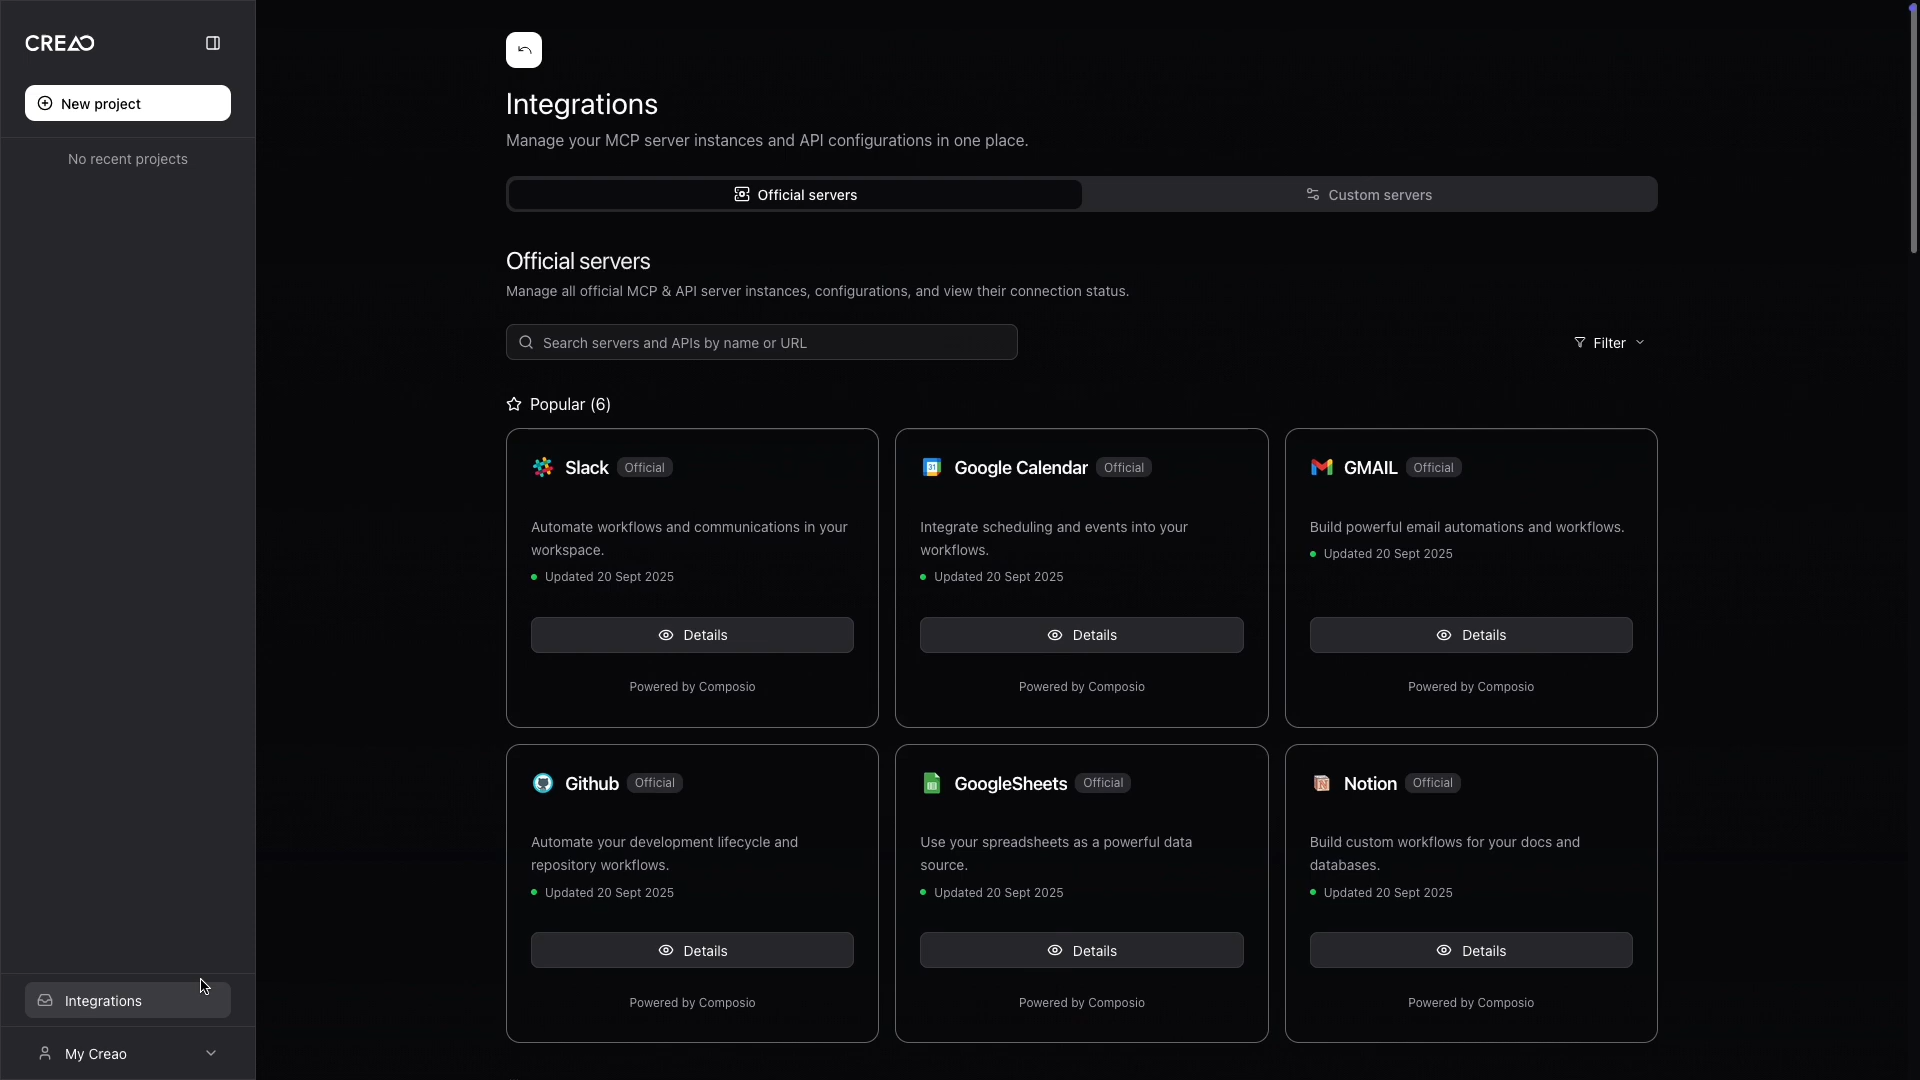 CREAO
New project
No recent projects
Integrations
My Creao
Integrations
Manage your MCP server instances and API configurations in one place.
Official servers
Custom servers
Official servers
Manage all official MCP & API server instances, configurations, and view their connection status.
Search servers and APIs by name or URL
Filter
Popular (6)
Slack Official
Automate workflows and communications in your
workspace.
Updated 20 Sept 2025
Details
Powered by Composio
31
Google Calendar Official
Integrate scheduling and events into your
workflows.
Updated 20 Sept 2025
Details
Powered by Composio
GMAIL Official
Build powerful email automations and workflows.
Updated 20 Sept 2025
Details
Powered by Composio
Github Official
Automate your development lifecycle and
repository workflows.
Updated 20 Sept 2025
Details
Powered by Composio
GoogleSheets Official
Use your spreadsheets as a powerful data
source.
Updated 20 Sept 2025
Details
Powered by Composio
Notion Official
Build custom workflows for your docs and
databases.
Updated 20 Sept 2025
Details
Powered by Composio